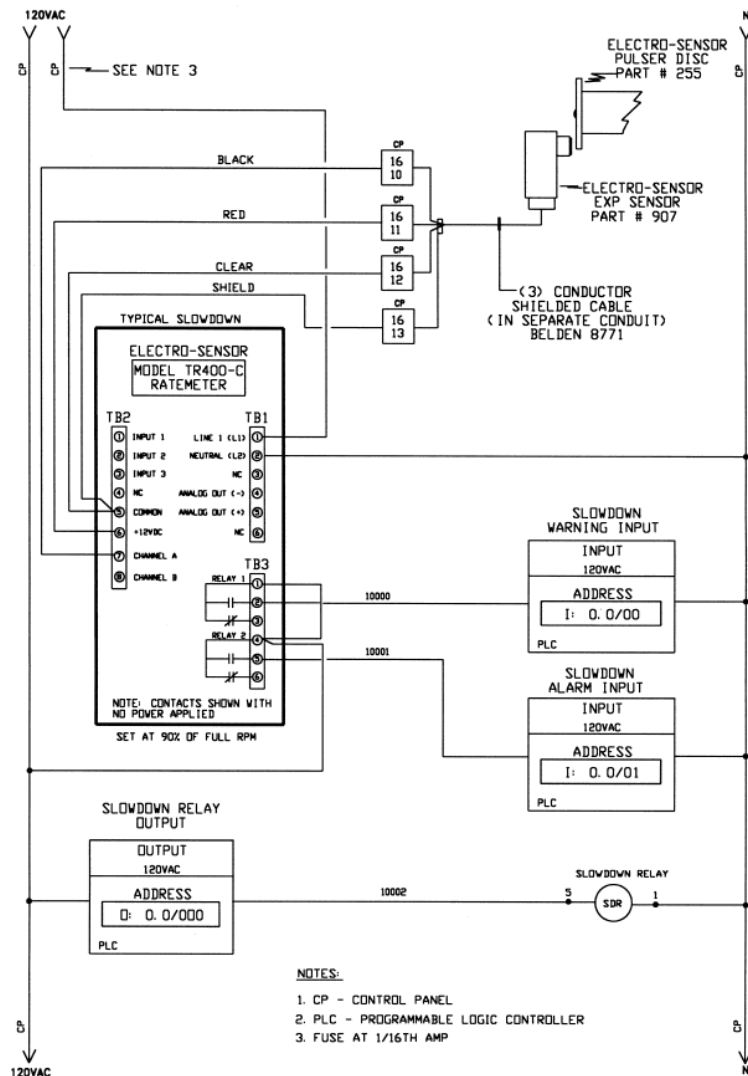 120VAC
N
CP
CP
SEE NOTE 3
CP
ELECTRO-SENSOR
PULSER DISC
PART # 255
ELECTRO-SENSOR
EXP SENSOR
PART # 907
BLACK
CP
16
10
RED
CP
16
11
CLEAR
CP
16
12
SHIELD
CP
16
13
(3) CONDUCTOR
SHIELDED CABLE
(IN SEPARATE CONDUIT)
BELDEN 8771
TYPICAL SLOWDOWN
ELECTRO-SENSOR
MODEL TR400-C
RATEMETER
TB2
1 INPUT 1
2 INPUT 2
3 INPUT 3
4 NC
5 COMMON
6 +12VDC
7 CHANNEL A
8 CHANNEL B
TB1
LINE 1 (L1) 1
NEUTRAL (L2) 2
NC 3
ANALOG OUT (-) 4
ANALOG OUT (+) 5
NC 6
TB3
RELAY 1 1
2
3
RELAY 2 4
5
6
NOTE: CONTACTS SHOWN WITH
NO POWER APPLIED
SET AT 90% OF FULL RPM
10000
10001
SLOWDOWN
WARNING INPUT
INPUT
120VAC
ADDRESS
I: 0.0/00
PLC
SLOWDOWN
ALARM INPUT
INPUT
120VAC
ADDRESS
I: 0.0/01
PLC
SLOWDOWN RELAY
OUTPUT
OUTPUT
120VAC
ADDRESS
O: 0.0/000
PLC
10002
SLOWDOWN RELAY
5
SDR
1
NOTES:
1. CP - CONTROL PANEL
2. PLC - PROGRAMMABLE LOGIC CONTROLLER
3. FUSE AT 1/16TH AMP
CP
CP
120VAC
N